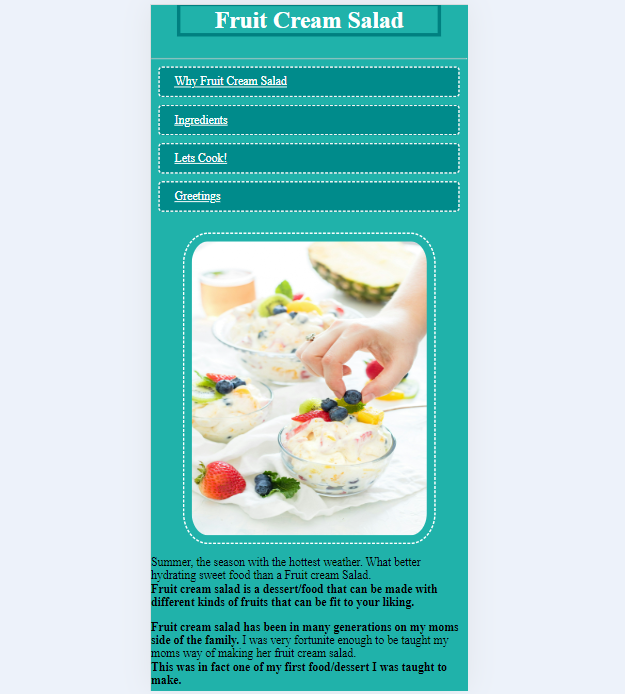 Fruit Cream Salad
Why Fruit Cream Salad
Ingredients
Lets Cook!
Greetings
Summer, the season with the hottest weather. What better
hydrating sweet food than a Fruit cream Salad.
Fruit cream salad is a dessert/food that can be made with
different kinds of fruits that can be fit to your liking.
Fruit cream salad has been in many generations on my moms
side of the family. I was very fortunite enough to be taught my
moms way of making her fruit cream salad.
This was in fact one of my first food/dessert I was taught to
make.